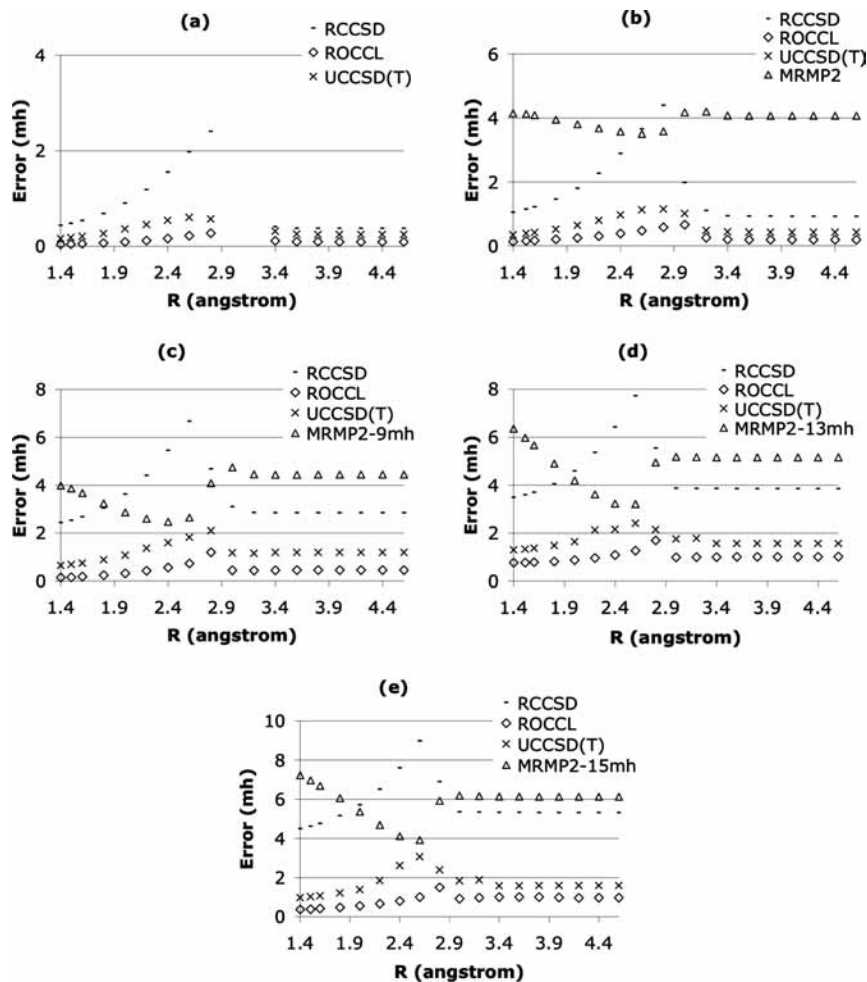 (a)
RCCSD
ROCCL
UCCSD(T)
4
2
0
Error (mh)
1.4 1.9 2.4 2.9 3.4 3.9 4.4
R (angstrom)
(b)
RCCSD
ROCCL
UCCSD(T)
MRMP2
6
4
2
0
Error (mh)
1.4 1.9 2.4 2.9 3.4 3.9 4.4
R (angstrom)
(c)
RCCSD
ROCCL
UCCSD(T)
MRMP2-9mh
8
6
4
2
0
Error (mh)
1.4 1.9 2.4 2.9 3.4 3.9 4.4
R (angstrom)
(d)
RCCSD
ROCCL
UCCSD(T)
MRMP2-13mh
8
6
4
2
0
Error (mh)
1.4 1.9 2.4 2.9 3.4 3.9 4.4
R (angstrom)
(e)
RCCSD
ROCCL
UCCSD(T)
MRMP2-15mh
10
8
6
4
2
0
Error (mh)
1.4 1.9 2.4 2.9 3.4 3.9 4.4
R (angstrom)